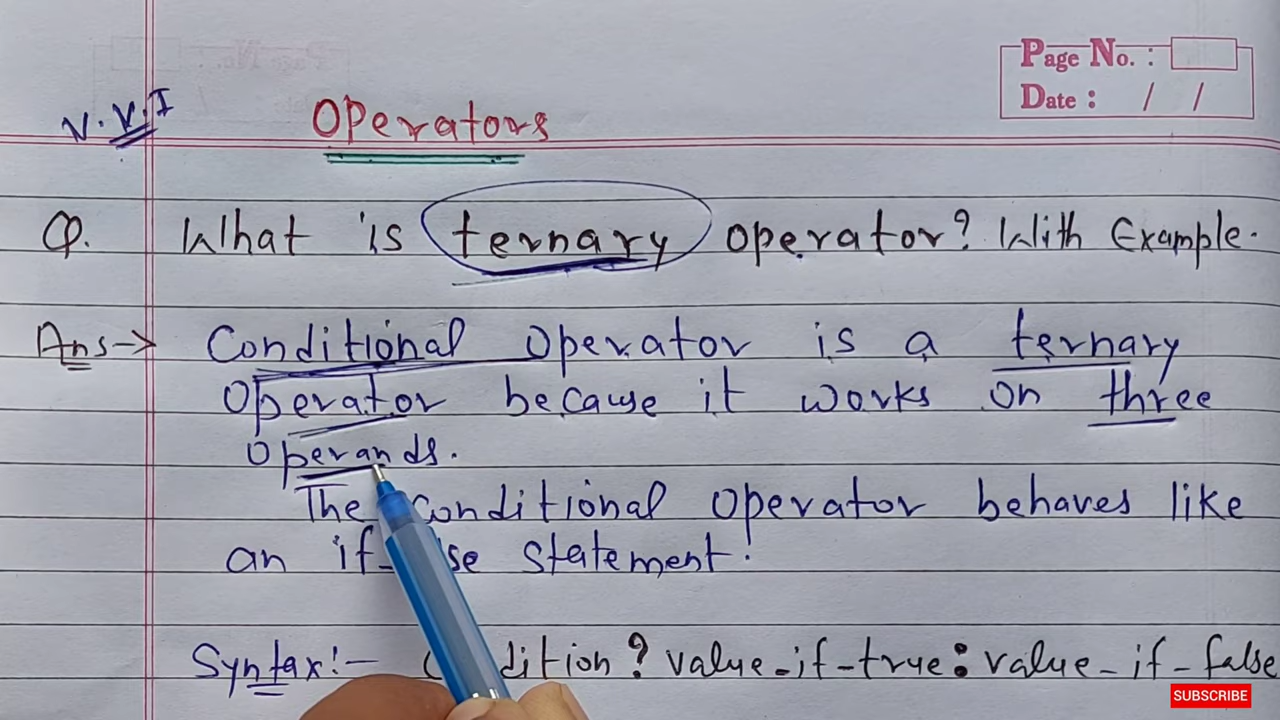 Page No. :
Date : / /
V.V.I
Operators
Q. What is ternary operator? With Example.
Ans-> Conditional operator is a ternary
Operator because it works on three
Operands.
The conditional operator behaves like
an if statement!
Syntax:- ? value-if-true : value-if-false
SUBSCRIBE